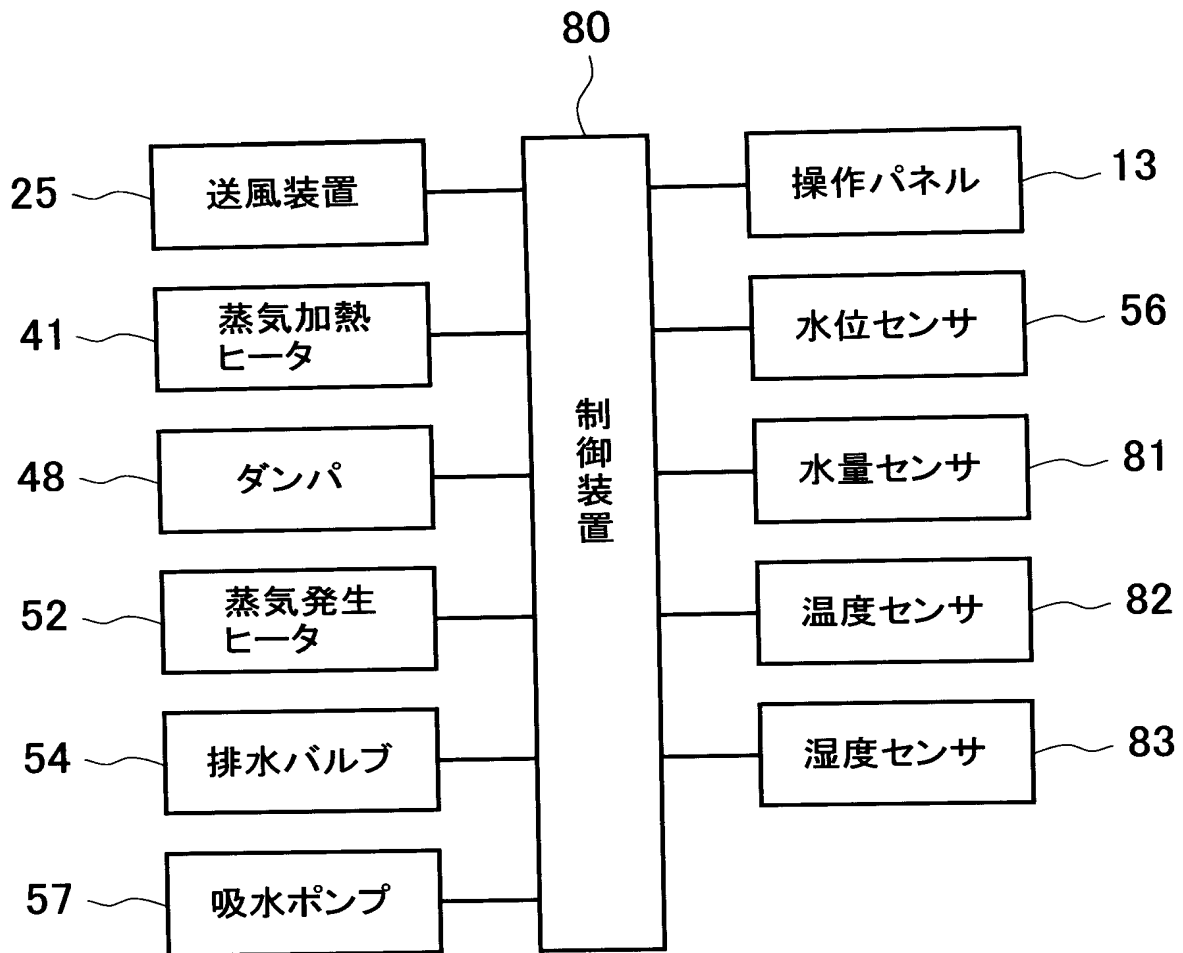 80
25
送風装置
操作パネル
13
41
蒸気加熱
ヒータ
水位センサ
56
48
ダンパ
制御装置
水量センサ
81
52
蒸気発生
ヒータ
温度センサ
82
54
排水バルブ
湿度センサ
83
57
吸水ポンプ